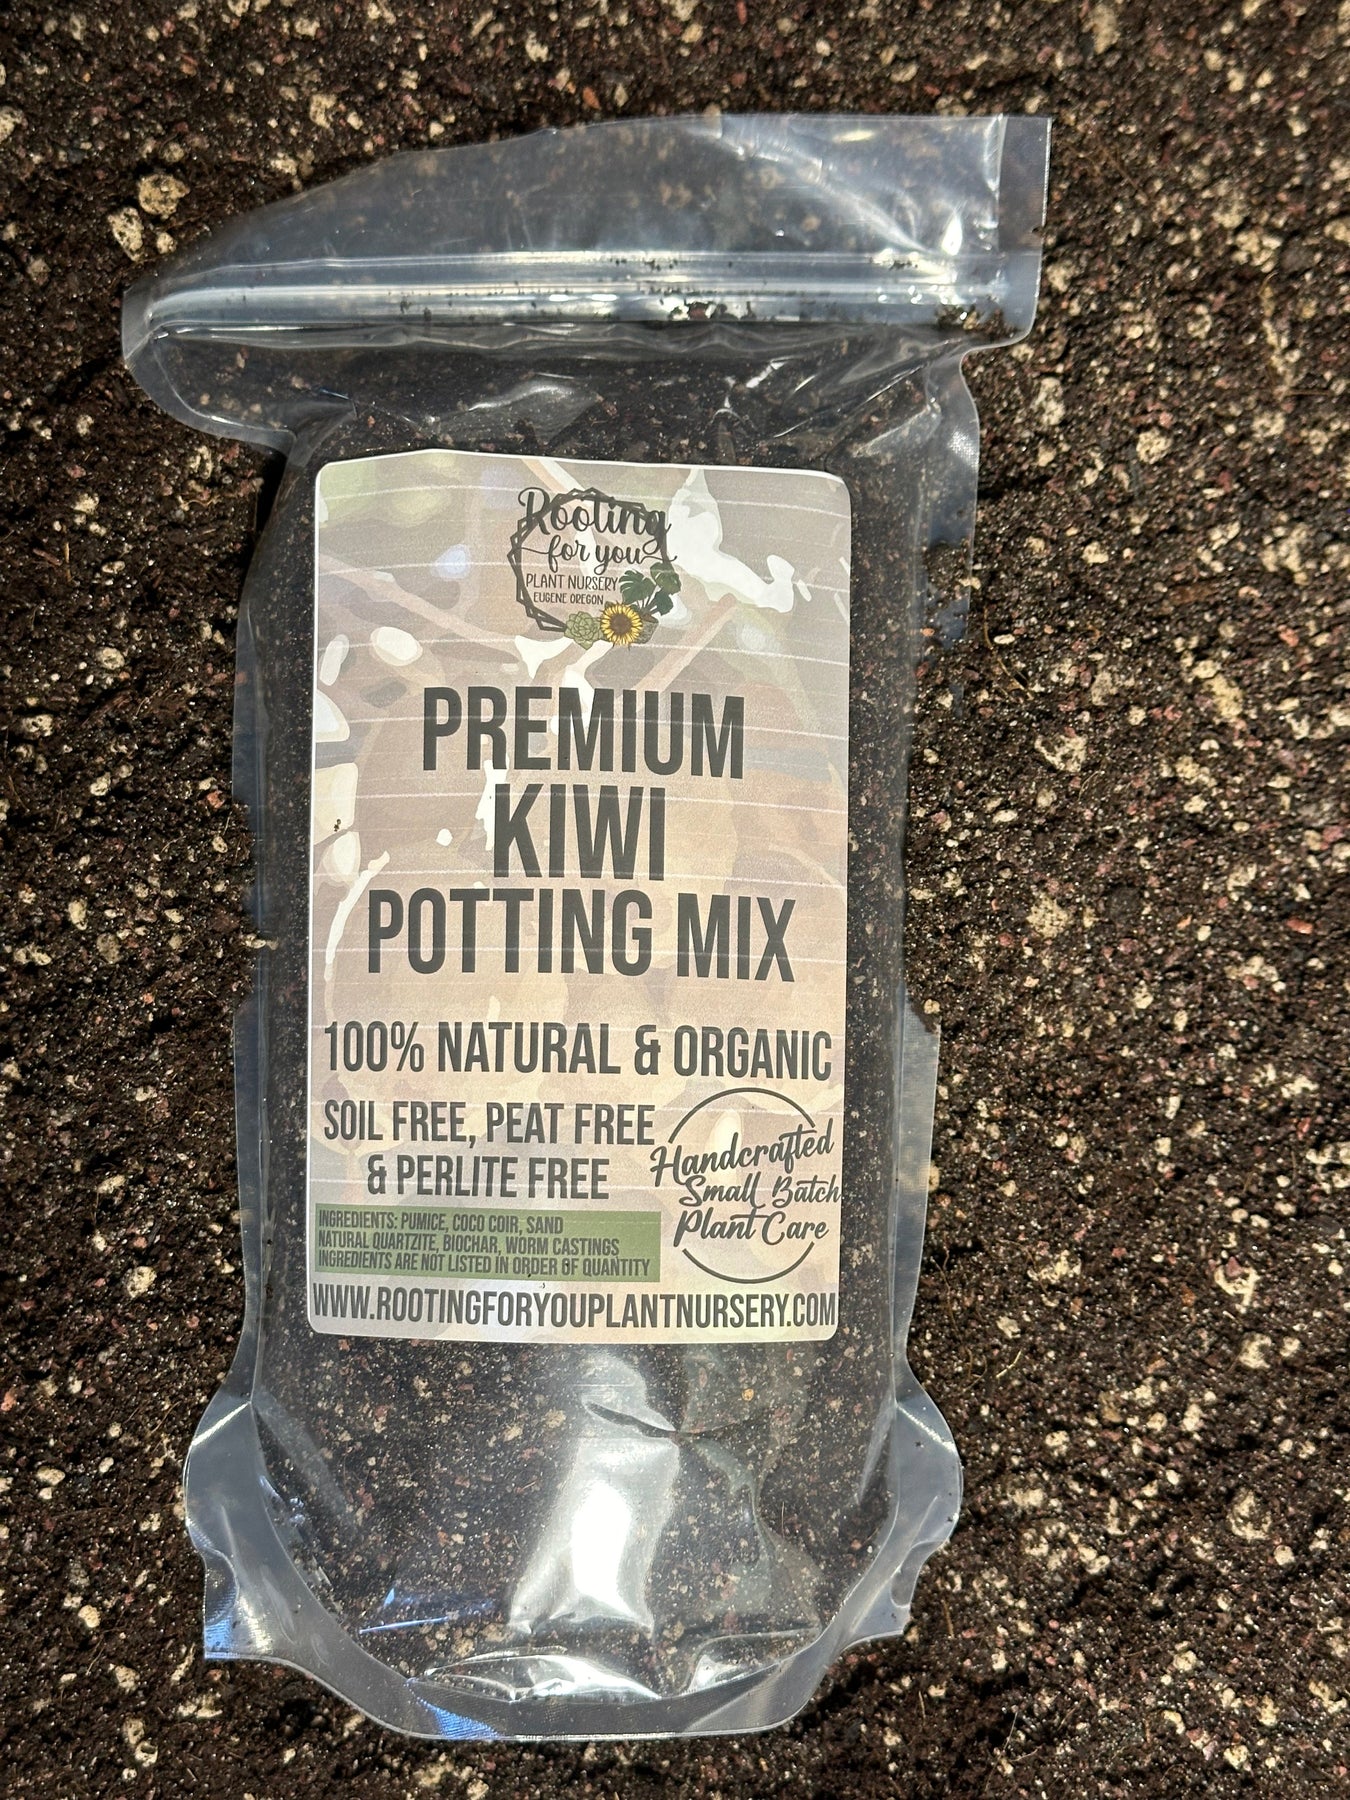 Rooting
for you
PLANT NURSERY
EUGENE OREGON
PREMIUM
KIWI
POTTING MIX
100% NATURAL & ORGANIC
SOIL FREE, PEAT FREE
& PERLITE FREE
Handcrafted
Small Batch
Plant Care
INGREDIENTS: PUMICE, COCO COIR, SAND
NATURAL QUARTZITE, BIOCHAR, WORM CASTINGS
INGREDIENTS ARE NOT LISTED IN ORDER OF QUANTITY
WWW.ROOTINGFORYOUPLANTNURSERY.COM